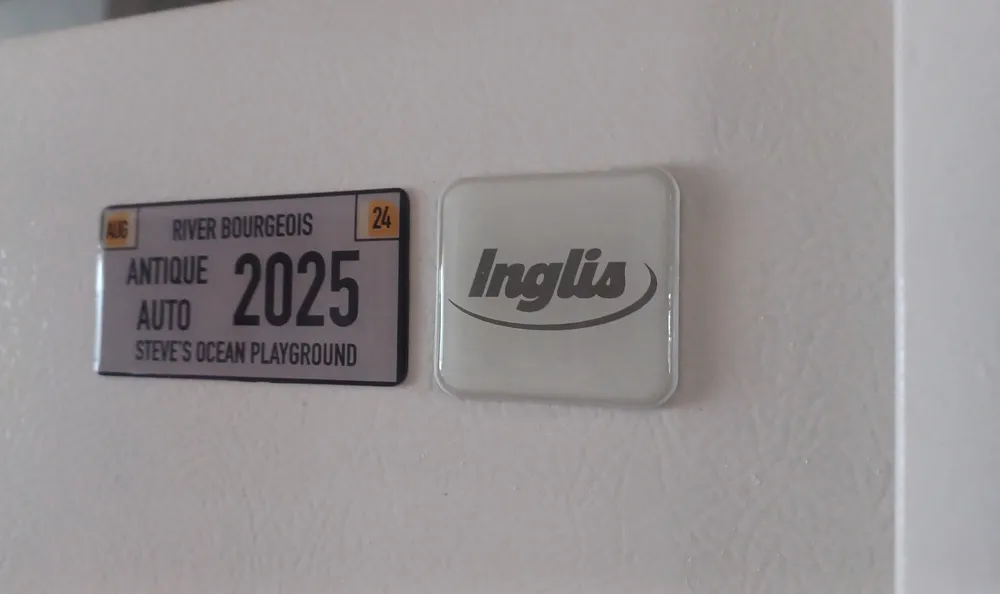 AUG
RIVER BOURGEOIS
24
ANTIQUE
AUTO
2025
STEVE'S OCEAN PLAYGROUND
Inglis